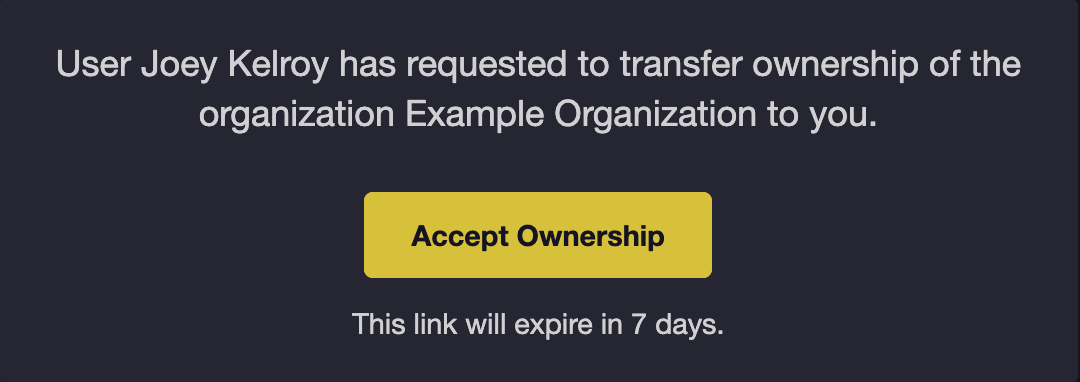 User Joey Kelroy has requested to transfer ownership of the
organization Example Organization to you.
Accept Ownership
This link will expire in 7 days.